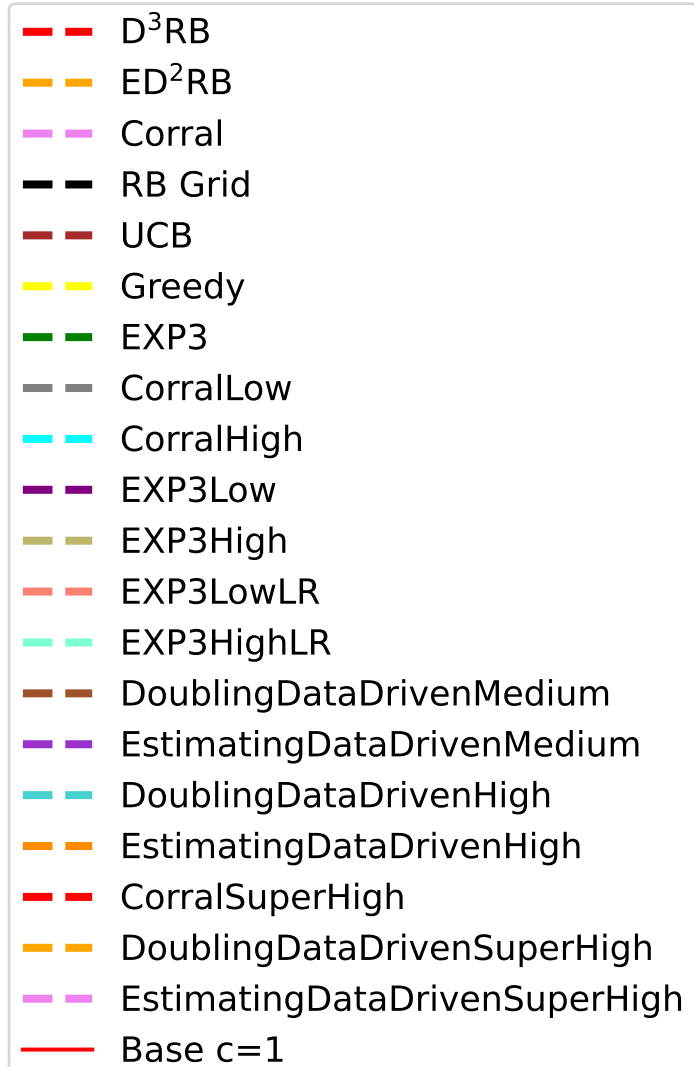 D³RB
ED²RB
Corral
RB Grid
UCB
Greedy
EXP3
CorralLow
CorralHigh
EXP3Low
EXP3High
EXP3LowLR
EXP3HighLR
DoublingDataDrivenMedium
EstimatingDataDrivenMedium
DoublingDataDrivenHigh
EstimatingDataDrivenHigh
CorralSuperHigh
DoublingDataDrivenSuperHigh
EstimatingDataDrivenSuperHigh
Base c=1